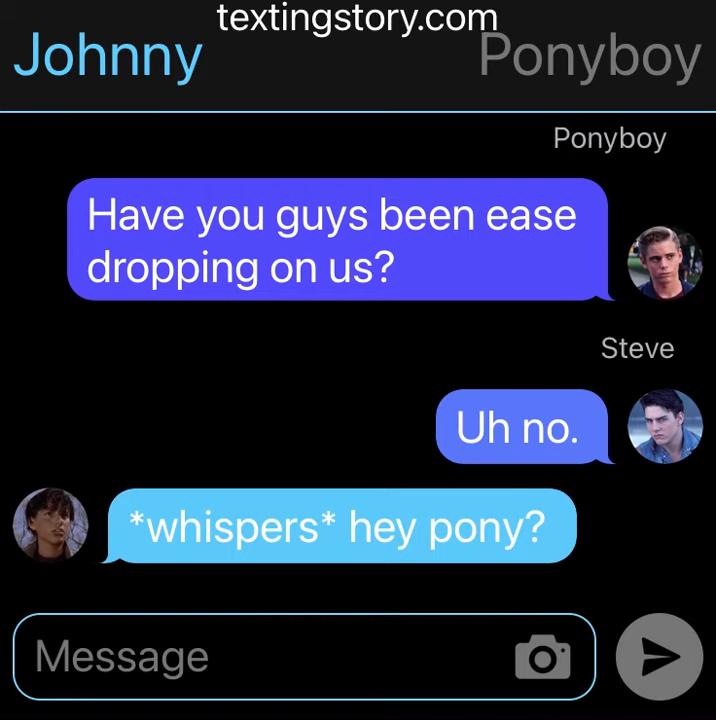 textingstory.com
Johnny
Ponyboy
Ponyboy
Have you guys been ease
dropping on us?
Steve
Uh no.
*whispers* hey pony?
Message